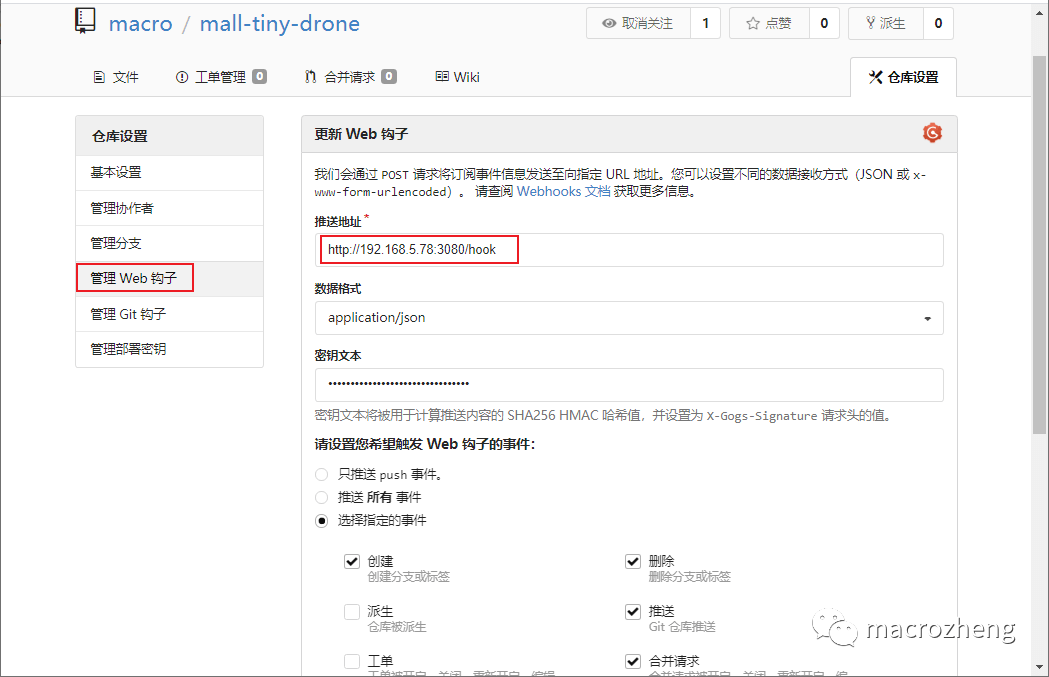 macro / mall-tiny-drone
取消关注 1 点赞 0 派生 0
文件 工单管理 0 合并请求 0 Wiki 仓库设置
仓库设置
基本设置
管理协作者
管理分支
管理 Web 钩子
管理 Git 钩子
管理部署密钥
更新 Web 钩子
我们会通过 POST 请求将订阅事件信息发送至向指定 URL 地址。您可以设置不同的数据接收方式（JSON 或 x-
www-form-urlencoded）。 请查阅 Webhooks 文档 获取更多信息。
推送地址*
http://192.168.5.78:3080/hook
数据格式
application/json
密钥文本
••••••••••••••••••••••••••••••••
密钥文本将被用于计算推送内容的 SHA256 HMAC 哈希值，并设置为 X-Gogs-Signature 请求头的值。
请设置您希望触发 Web 钩子的事件：
只推送 push 事件。
推送 所有 事件
选择指定的事件
创建
创建分支或标签
删除
删除分支或标签
派生
仓库被派生
推送
Git 仓库推送
工单
合并请求
macrozheng